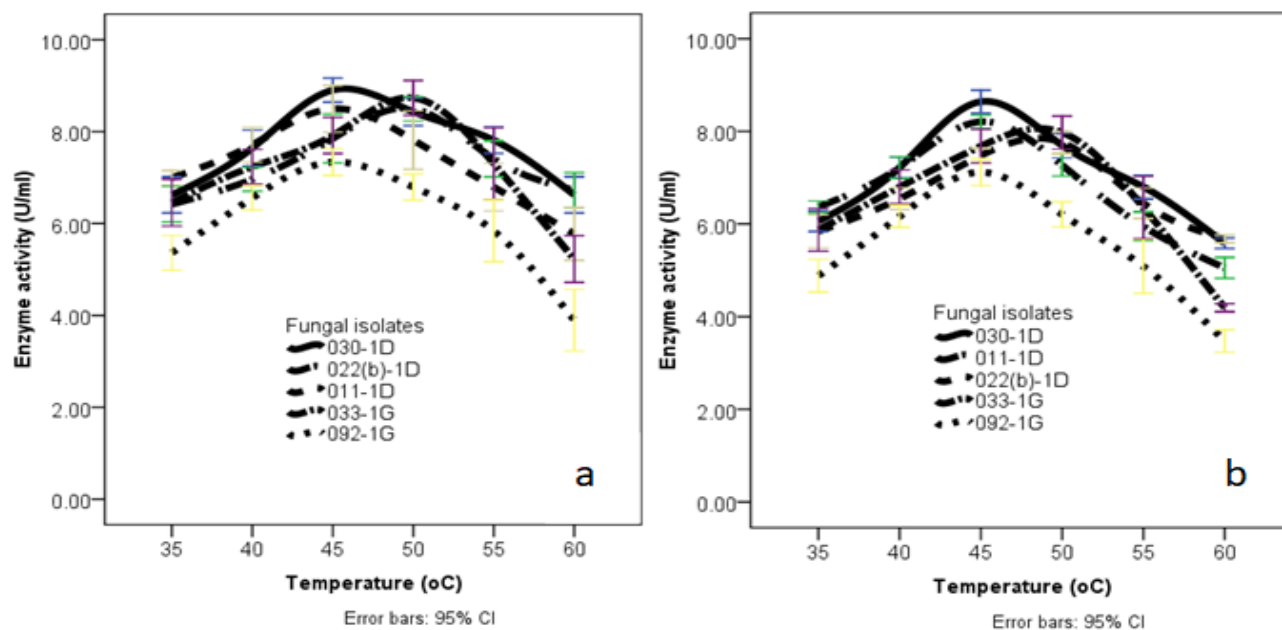 10.00
8.00
6.00
4.00
2.00
0.00
Enzyme activity (U/ml)
Fungal isolates
030-1D
022(b)-1D
011-1D
033-1G
092-1G
a
35 40 45 50 55 60
Temperature (oC)
Error bars: 95% CI
10.00
8.00
6.00
4.00
2.00
0.00
Enzyme activity (U/ml)
Fungal isolates
030-1D
011-1D
022(b)-1D
033-1G
092-1G
b
35 40 45 50 55 60
Temperature (oC)
Error bars: 95% CI